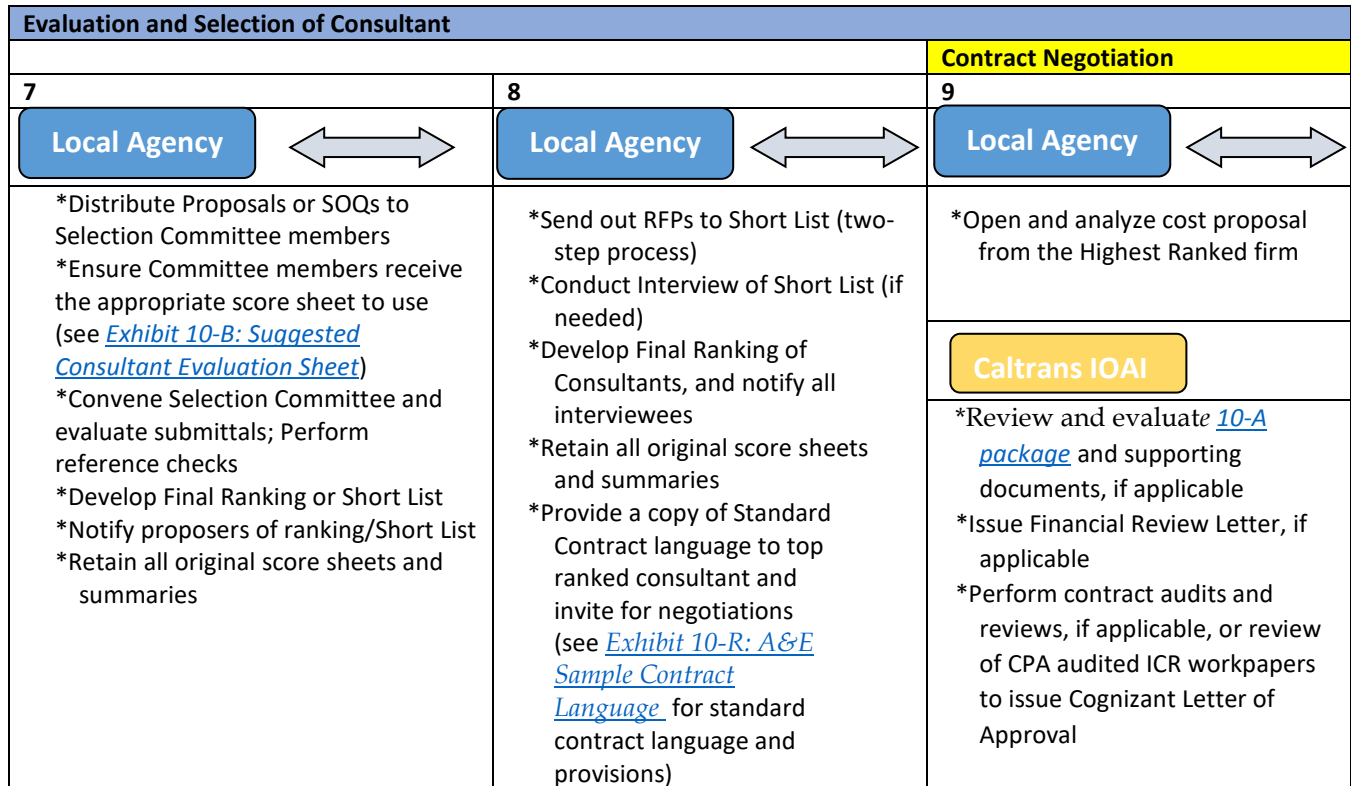 Evaluation and Selection of Consultant
Contract Negotiation
7
8
9
Local Agency
*Distribute Proposals or SOQs to
Selection Committee members
*Ensure Committee members receive
the appropriate score sheet to use
(see Exhibit 10-B: Suggested
Consultant Evaluation Sheet)
*Convene Selection Committee and
evaluate submittals; Perform
reference checks
*Develop Final Ranking or Short List
*Notify proposers of ranking/Short List
*Retain all original score sheets and
summaries
Local Agency
*Send out RFPs to Short List (two-
step process)
*Conduct Interview of Short List (if
needed)
*Develop Final Ranking of
Consultants, and notify all
interviewees
*Retain all original score sheets
and summaries
*Provide a copy of Standard
Contract language to top
ranked consultant and
invite for negotiations
(see Exhibit 10-R: A&E
Sample Contract
Language for standard
contract language and
provisions)
Local Agency
*Open and analyze cost proposal
from the Highest Ranked firm
Caltrans IOAI
*Review and evaluate 10-A
package and supporting
documents, if applicable
*Issue Financial Review Letter, if
applicable
*Perform contract audits and
reviews, if applicable, or review
of CPA audited ICR workpapers
to issue Cognizant Letter of
Approval